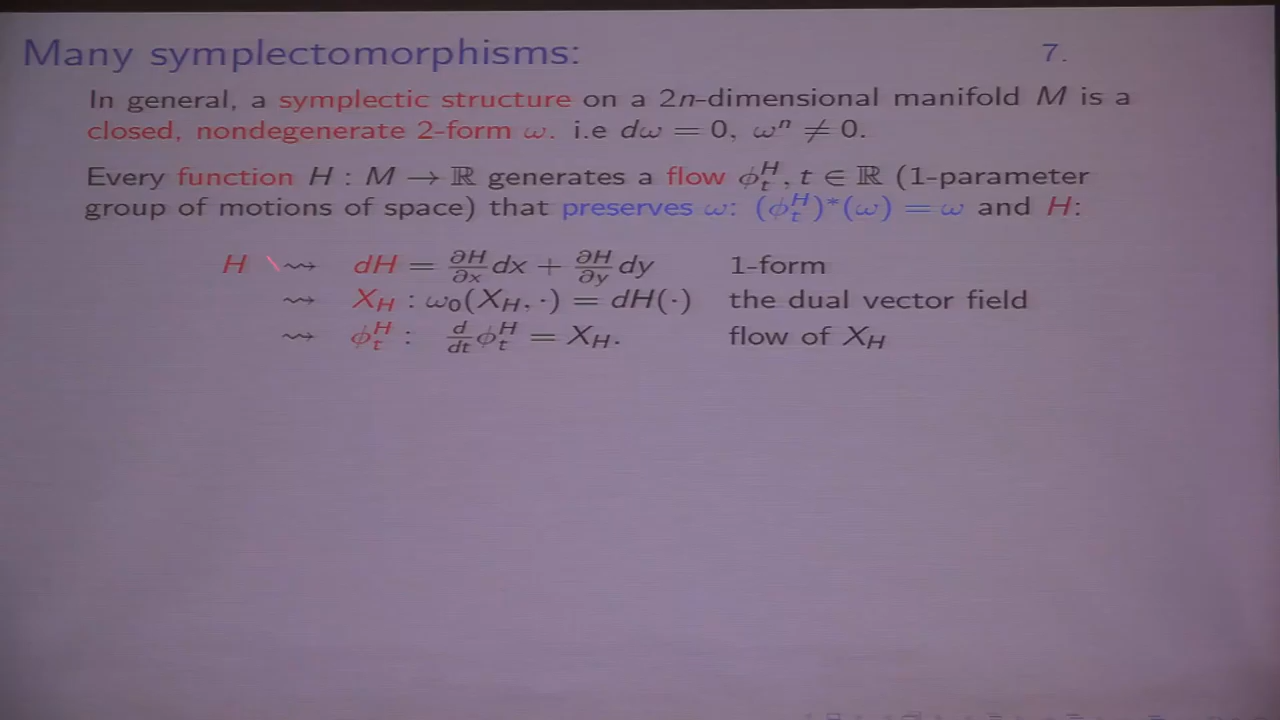 Many symplectomorphisms: 7.
In general, a symplectic structure on a 2n-dimensional manifold M is a
closed, nondegenerate 2-form ω. i.e dω = 0, ωⁿ ≠ 0.
Every function H : M → ℝ generates a flow ϕ_t^H, t ∈ ℝ (1-parameter
group of motions of space) that preserves ω: (ϕ_t^H)*(ω) = ω and H:
H ⇝ dH = ∂H/∂x dx + ∂H/∂y dy 1-form
⇝ X_H : ω₀(X_H, ·) = dH(·) the dual vector field
⇝ ϕ_t^H : d/dt ϕ_t^H = X_H. flow of X_H